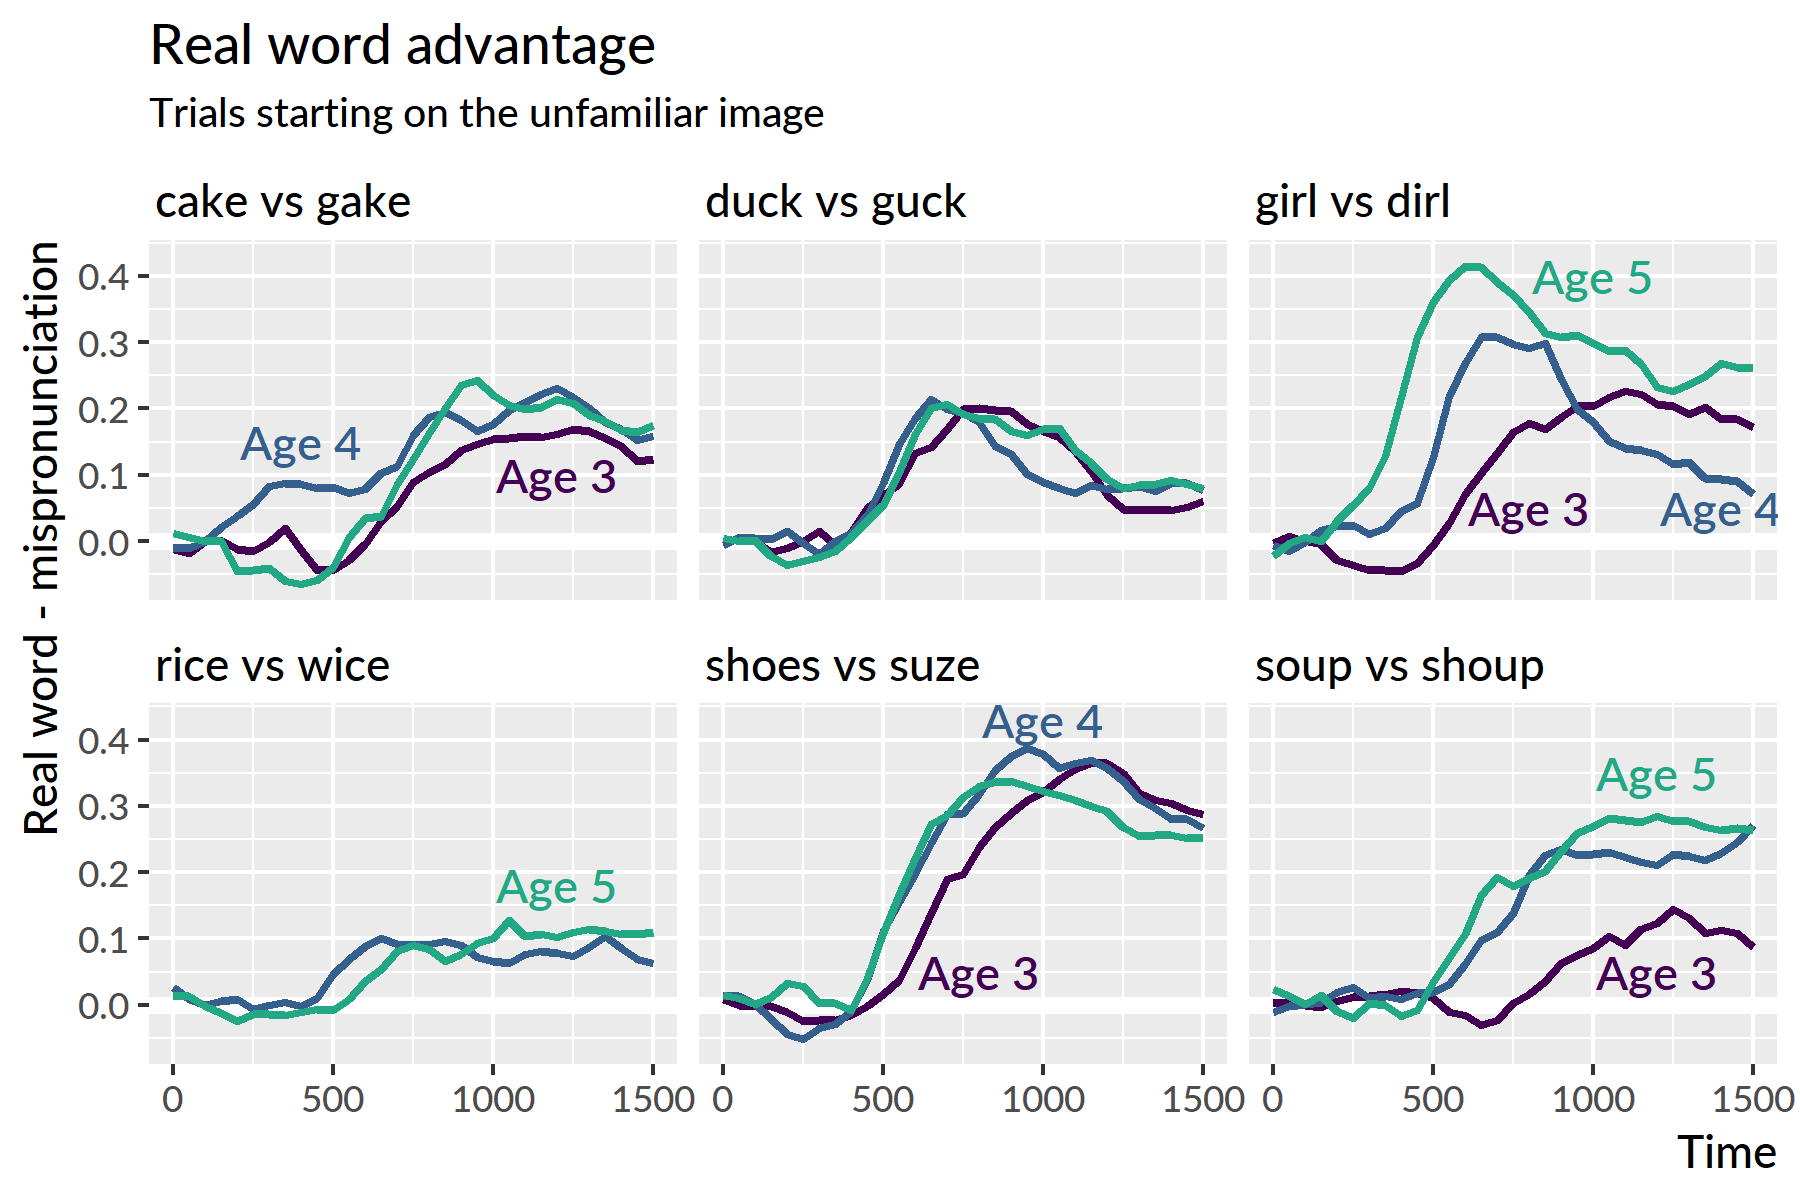 Real word advantage
Trials starting on the unfamiliar image
cake vs gake
duck vs guck
girl vs dirl
Real word - mispronunciation
0.4
0.3
0.2
0.1
0.0
Age 4
Age 3
Age 5
Age 3
Age 4
rice vs wice
shoes vs suze
soup vs shoup
0.4
0.3
0.2
0.1
0.0
Age 5
Age 4
Age 3
Age 5
Age 3
0 500 1000 1500
0 500 1000 1500
0 500 1000 1500
Time